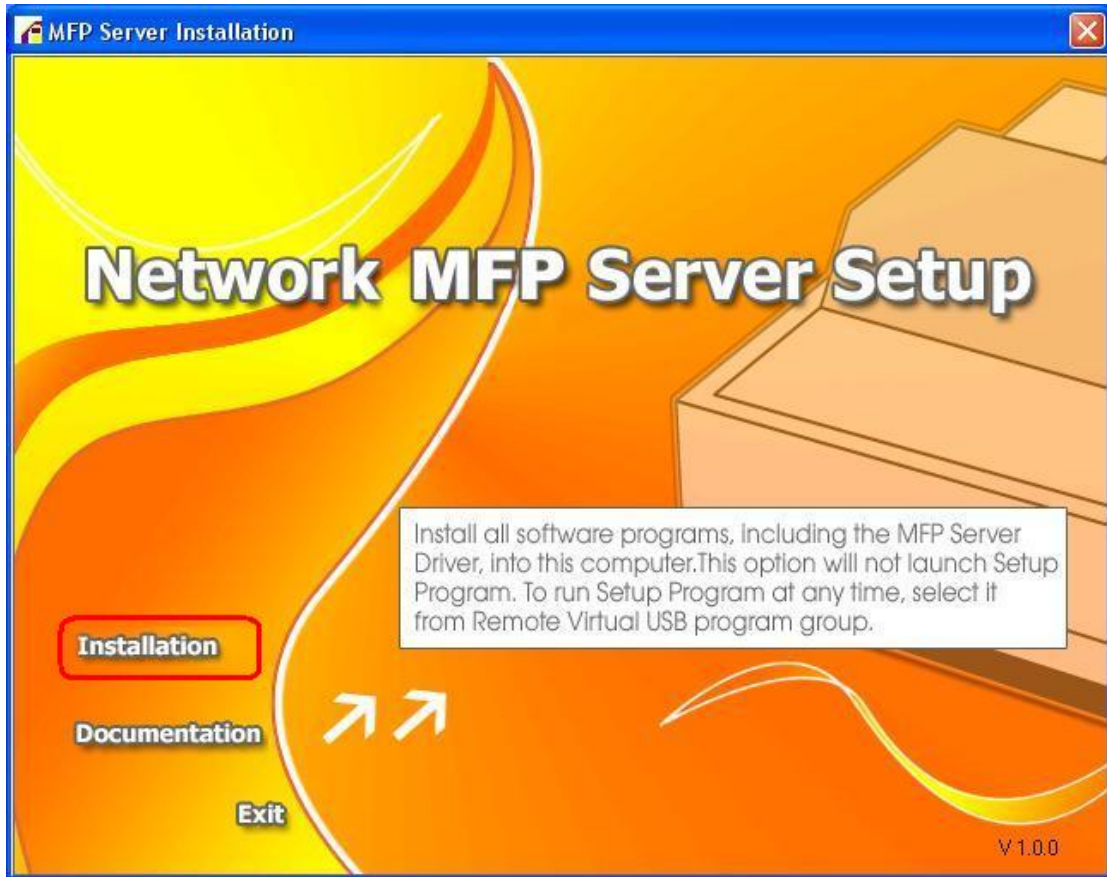 MFP Server Installation
Network MFP Server Setup
Install all software programs, including the MFP Server
Driver, into this computer.This option will not launch Setup
Program. To run Setup Program at any time, select it
from Remote Virtual USB program group.
Installation
Documentation
Exit
V 1.0.0